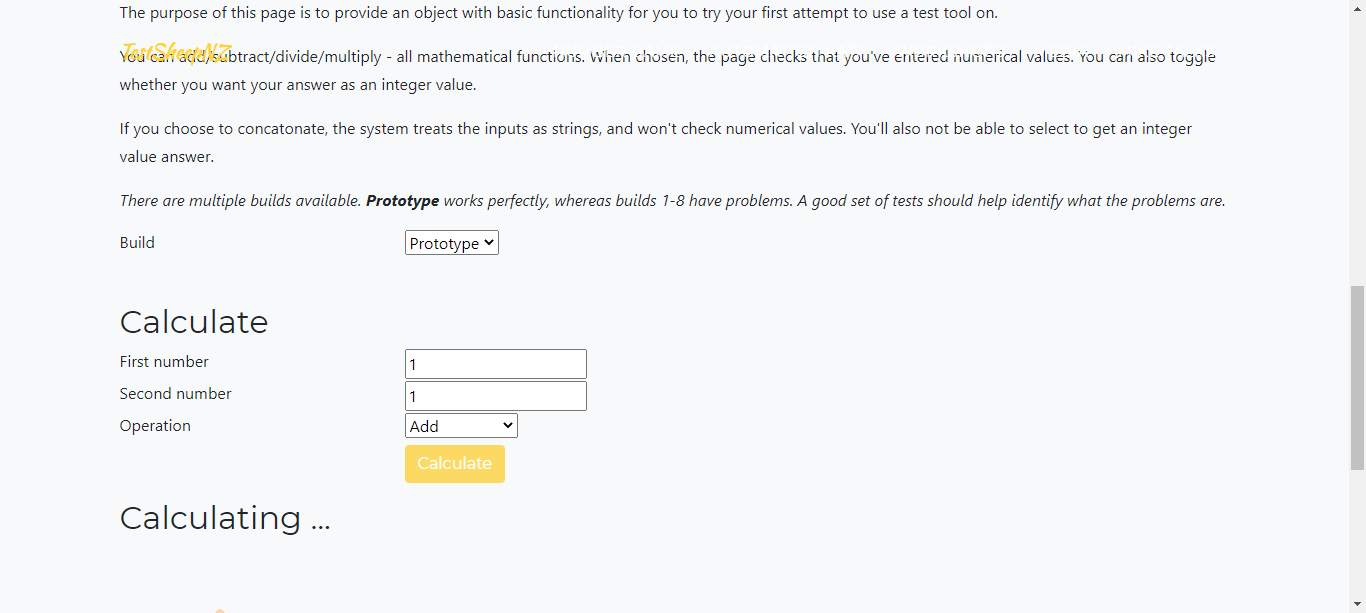 The purpose of this page is to provide an object with basic functionality for you to try your first attempt to use a test tool on.
TestSheepNZ
You can add/subtract/divide/multiply - all mathematical functions. When chosen, the page checks that you've entered numerical values. You can also toggle
whether you want your answer as an integer value.
If you choose to concatonate, the system treats the inputs as strings, and won't check numerical values. You'll also not be able to select to get an integer
value answer.
There are multiple builds available. Prototype works perfectly, whereas builds 1-8 have problems. A good set of tests should help identify what the problems are.
Build Prototype
Calculate
First number 1
Second number 1
Operation Add
Calculate
Calculating ...